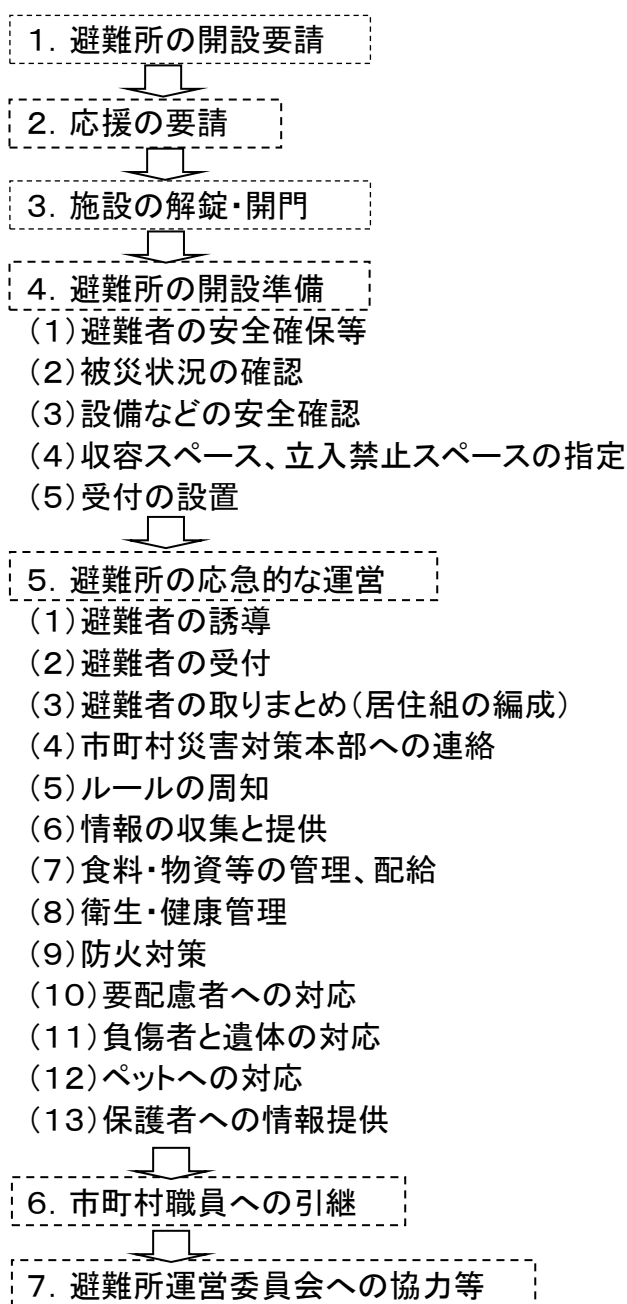 1. 避難所の開設要請
2. 応援の要請
3. 施設の解錠・開門
4. 避難所の開設準備
(1)避難者の安全確保等
(2)被災状況の確認
(3)設備などの安全確認
(4)収容スペース、立入禁止スペースの指定
(5)受付の設置
5. 避難所の応急的な運営
(1)避難者の誘導
(2)避難者の受付
(3)避難者の取りまとめ(居住組の編成)
(4)市町村災害対策本部への連絡
(5)ルールの周知
(6)情報の収集と提供
(7)食料・物資等の管理、配給
(8)衛生・健康管理
(9)防火対策
(10)要配慮者への対応
(11)負傷者と遺体の対応
(12)ペットへの対応
(13)保護者への情報提供
6. 市町村職員への引継
7. 避難所運営委員会への協力等